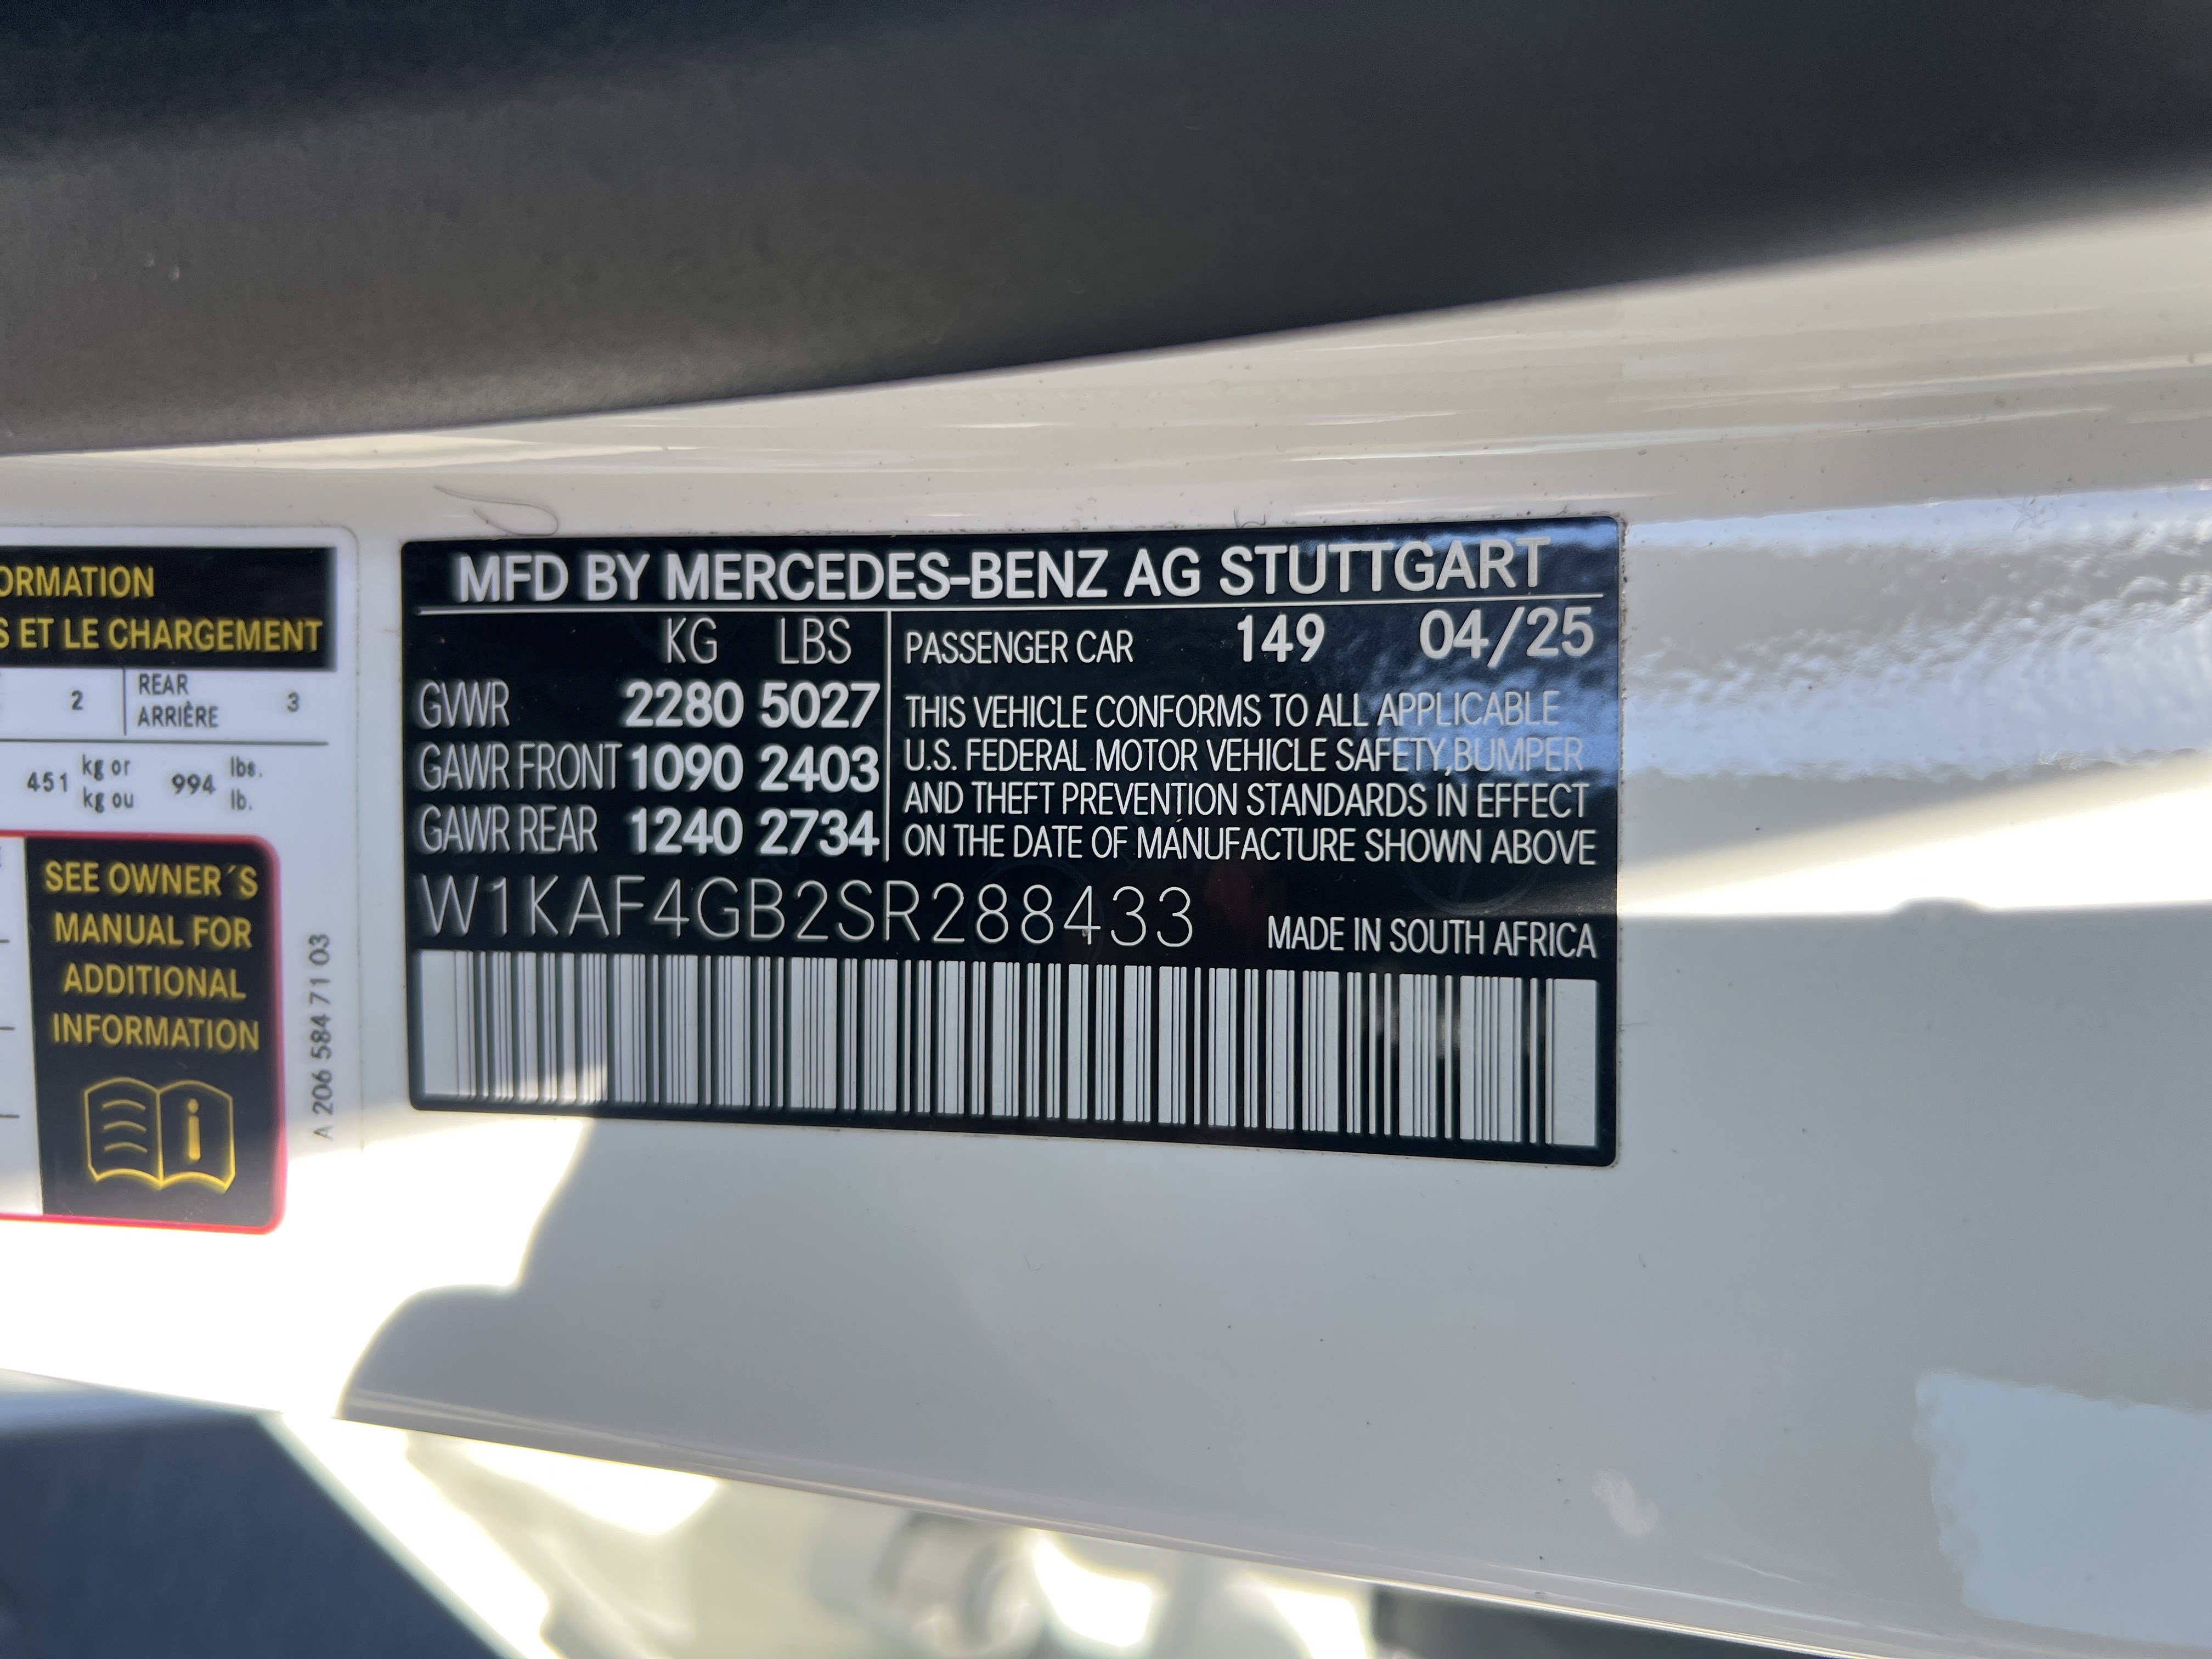 ORMATION
S ET LE CHARGEMENT
2 REAR ARRIÈRE 3
451 kg or kg ou 994 lbs. lb.
SEE OWNER´S
MANUAL FOR
ADDITIONAL
INFORMATION
i
A 206 584 71 03
MFD BY MERCEDES-BENZ AG STUTTGART
KG LBS
GVWR 2280 5027
GAWR FRONT 1090 2403
GAWR REAR 1240 2734
PASSENGER CAR 149 04/25
THIS VEHICLE CONFORMS TO ALL APPLICABLE
U.S. FEDERAL MOTOR VEHICLE SAFETY,BUMPER
AND THEFT PREVENTION STANDARDS IN EFFECT
ON THE DATE OF MANUFACTURE SHOWN ABOVE
W1KAF4GB2SR288433 MADE IN SOUTH AFRICA